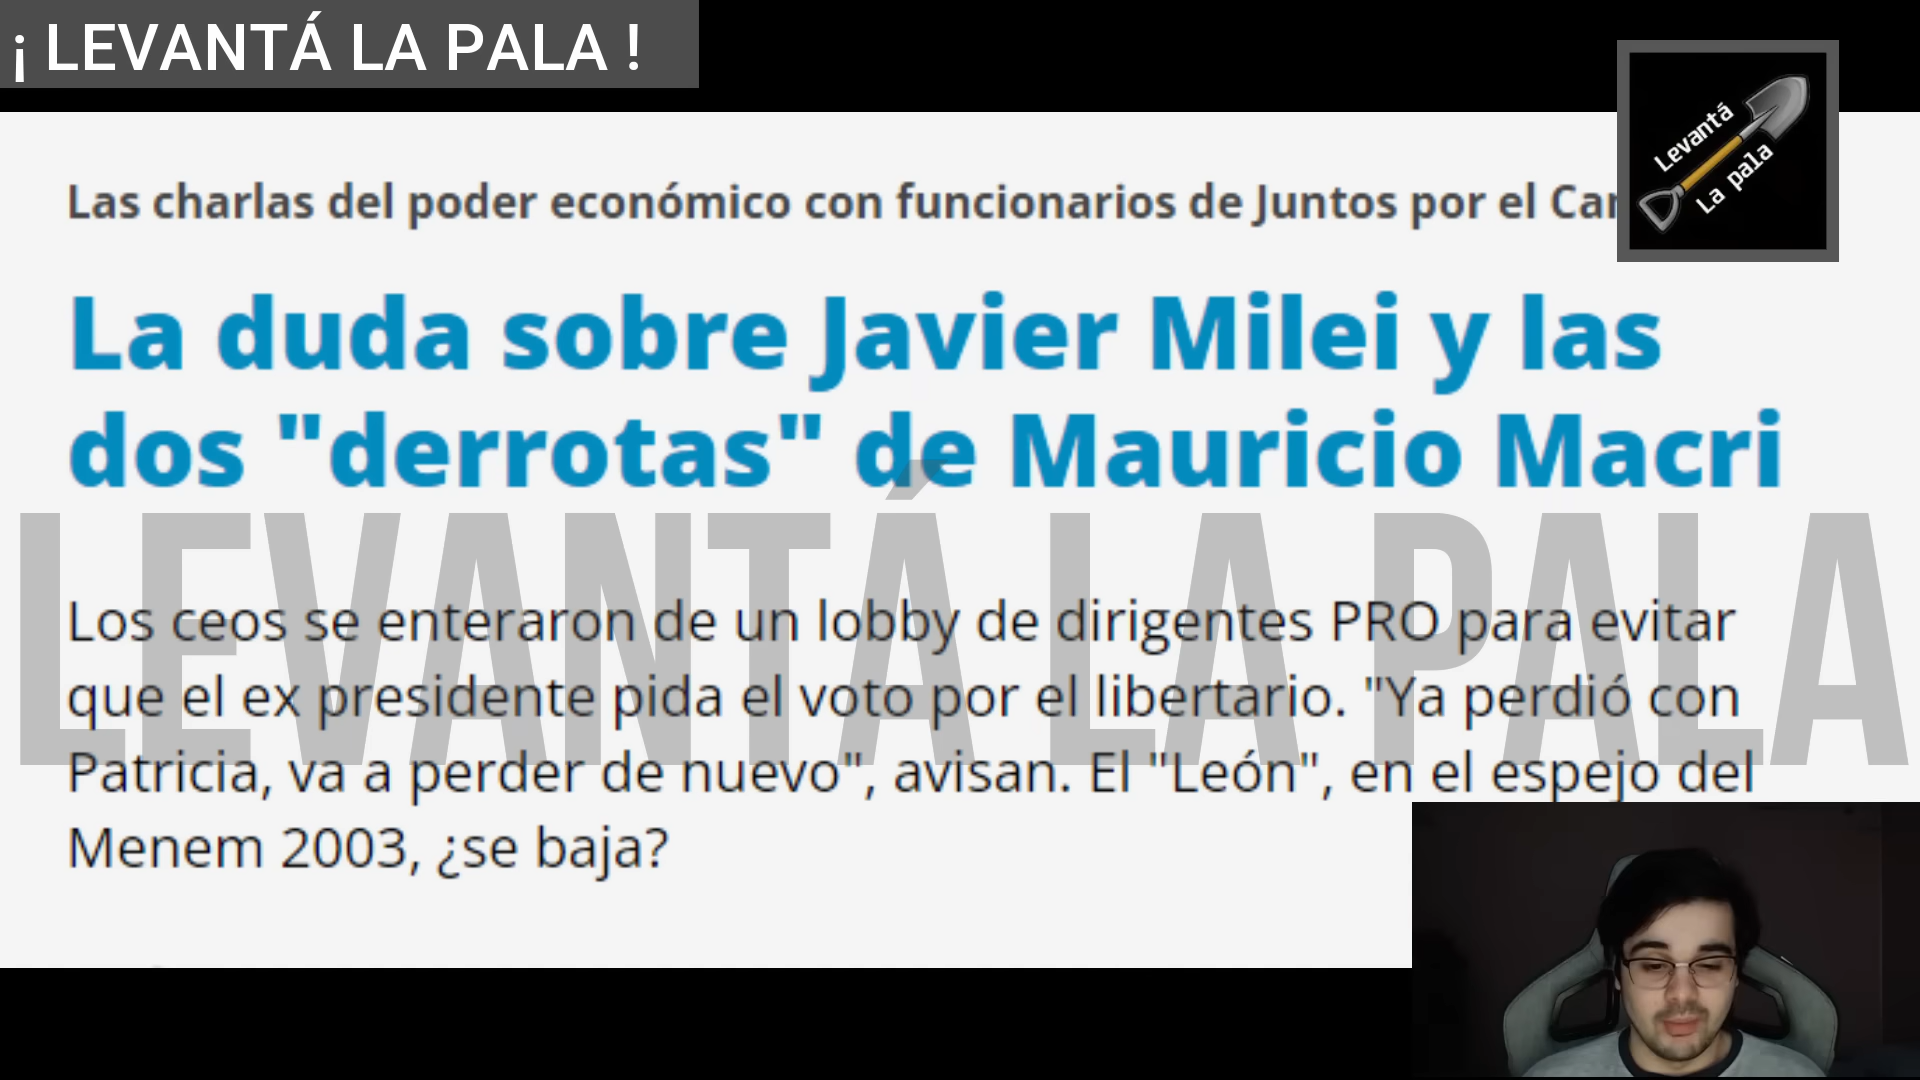 ¡ LEVANTÁ LA PALA !
Levantá
La pala
Las charlas del poder económico con funcionarios de Juntos por el
La duda sobre Javier Milei y las
dos "derrotas" de Mauricio Macri
LEVANTÁ LA PALA
Los ceos se enteraron de un lobby de dirigentes PRO para evitar
que el ex presidente pida el voto por el libertario. "Ya perdió con
Patricia, va a perder de nuevo", avisan. El "León", en el espejo del
Menem 2003, ¿se baja?